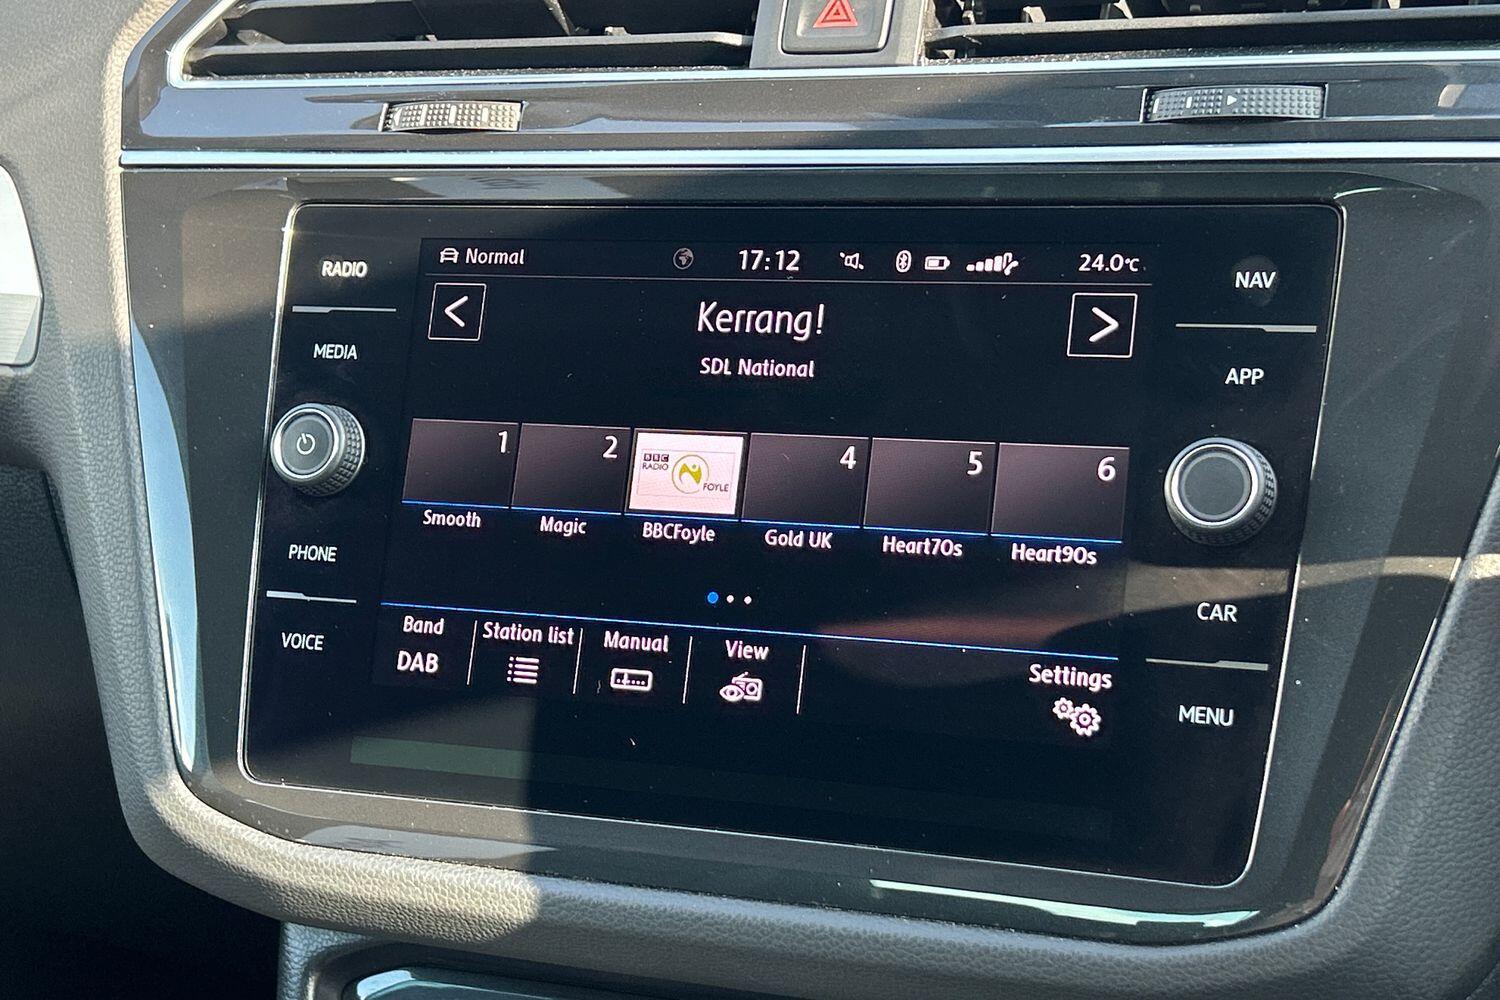 Normal
17:12
24.0°C
RADIO
MEDIA
PHONE
VOICE
NAV
APP
CAR
MENU
<
Kerrang!
>
SDL National
1
2
BBC
RADIO
FOYLE
4
5
6
Smooth
Magic
BBCFoyle
Gold UK
Heart70s
Heart90s
Band
DAB
Station list
Manual
View
Settings